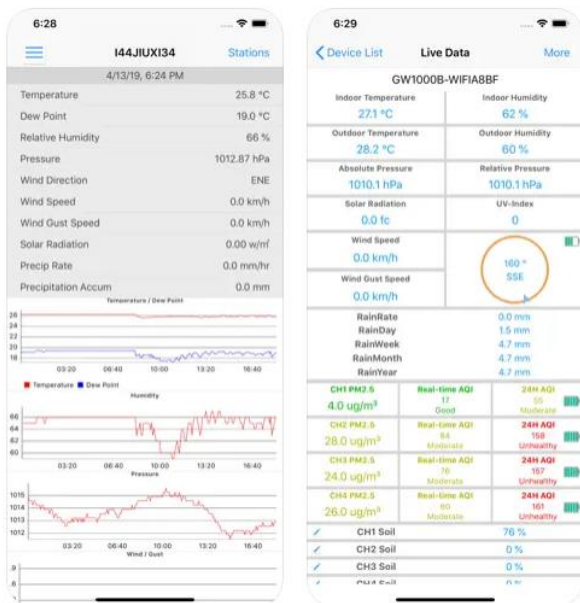 6:28
I44JIUXI34
Stations
4/13/19, 6:24 PM
Temperature 25.8 °C
Dew Point 19.0 °C
Relative Humidity 66 %
Pressure 1012.87 hPa
Wind Direction ENE
Wind Speed 0.0 km/h
Wind Gust Speed 0.0 km/h
Solar Radiation 0.00 w/㎡
Precip Rate 0.0 mm/hr
Precipitation Accum 0.0 mm
Temperature / Dew Point
26
24
22
20
18
03:20 06:40 10:00 13:20 16:40
Temperature Dew Point
Humidity
66
64
62
60
03:20 06:40 10:00 13:20 16:40
Pressure
1015
1014
1013
1012
03:20 06:40 10:00 13:20 16:40
Wind / Gust
.9
.6
6:29
Device List Live Data More
GW1000B-WIFIA8BF
Indoor Temperature Indoor Humidity
27.1 °C 62 %
Outdoor Temperature Outdoor Humidity
28.2 °C 60 %
Absolute Pressure Relative Pressure
1010.1 hPa 1010.1 hPa
Solar Radiation UV-Index
0.0 fc 0
Wind Speed
0.0 km/h
160 °
SSE
Wind Gust Speed
0.0 km/h
RainRate 0.0 mm
RainDay 1.5 mm
RainWeek 4.7 mm
RainMonth 4.7 mm
RainYear 4.7 mm
CH1 PM2.5 Real-time AQI 24H AQI
4.0 ug/m³ 17 55
Good Moderate
CH2 PM2.5 Real-time AQI 24H AQI
28.0 ug/m³ 84 158
Moderate Unhealthy
CH3 PM2.5 Real-time AQI 24H AQI
24.0 ug/m³ 76 157
Moderate Unhealthy
CH4 PM2.5 Real-time AQI 24H AQI
26.0 ug/m³ 80 161
Moderate Unhealthy
CH1 Soil 76 %
CH2 Soil 0 %
CH3 Soil 0 %
CH4 Soil 0 %